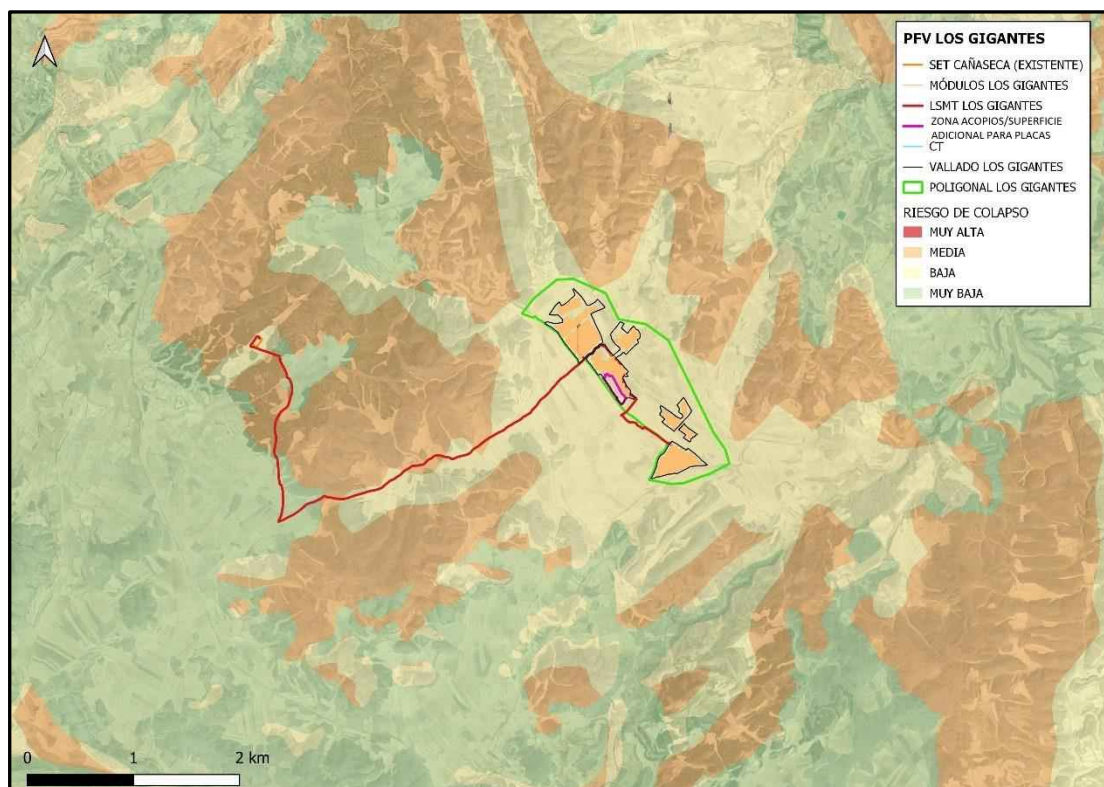 PFV LOS GIGANTES
SET CAÑASECA (EXISTENTE)
MÓDULOS LOS GIGANTES
LSMT LOS GIGANTES
ZONA ACOPIOS/SUPERFICIE
ADICIONAL PARA PLACAS
CT
VALLADO LOS GIGANTES
POLIGONAL LOS GIGANTES
RIESGO DE COLAPSO
MUY ALTA
MEDIA
BAJA
MUY BAJA
0 1 2 km